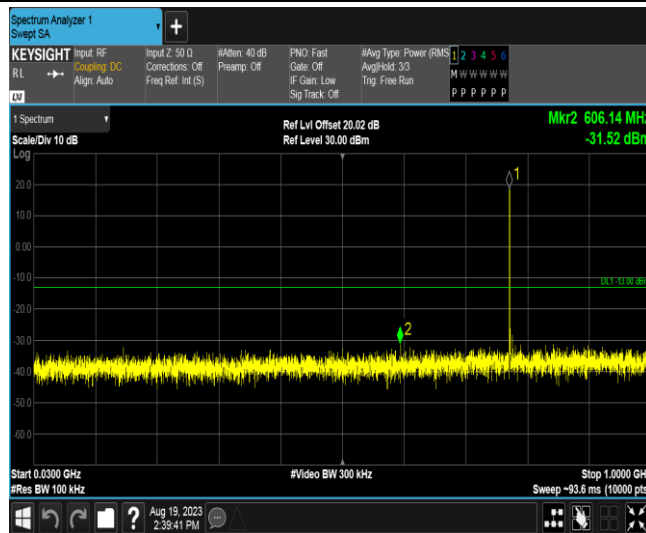 Spectrum Analyzer 1
Swept SA
KEYSIGHT
RL
Input: RF
Coupling: DC
Align: Auto
Input Z: 50 Ω
Corrections: Off
Freq Ref: Int (S)
#Atten: 40 dB
Preamp: Off
PNO: Fast
Gate: Off
IF Gain: Low
Sig Track: Off
#Avg Type: Power (RMS
Avg|Hold: 3/3
Trig: Free Run
1 2 3 4 5 6
M W W W W W
P P P P P P
1 Spectrum
Scale/Div 10 dB
Log
Ref Lvl Offset 20.02 dB
Ref Level 30.00 dBm
Mkr2 606.14 MHz
-31.52 dBm
1
20.0
10.0
0.00
-10.0
DL1 -13.00 dBm
-20.0
2
-30.0
-40.0
-50.0
-60.0
Start 0.0300 GHz
#Res BW 100 kHz
#Video BW 300 kHz
Stop 1.0000 GH
Sweep ~93.6 ms (10000 pts
?
Aug 19, 2023
2:39:41 PM